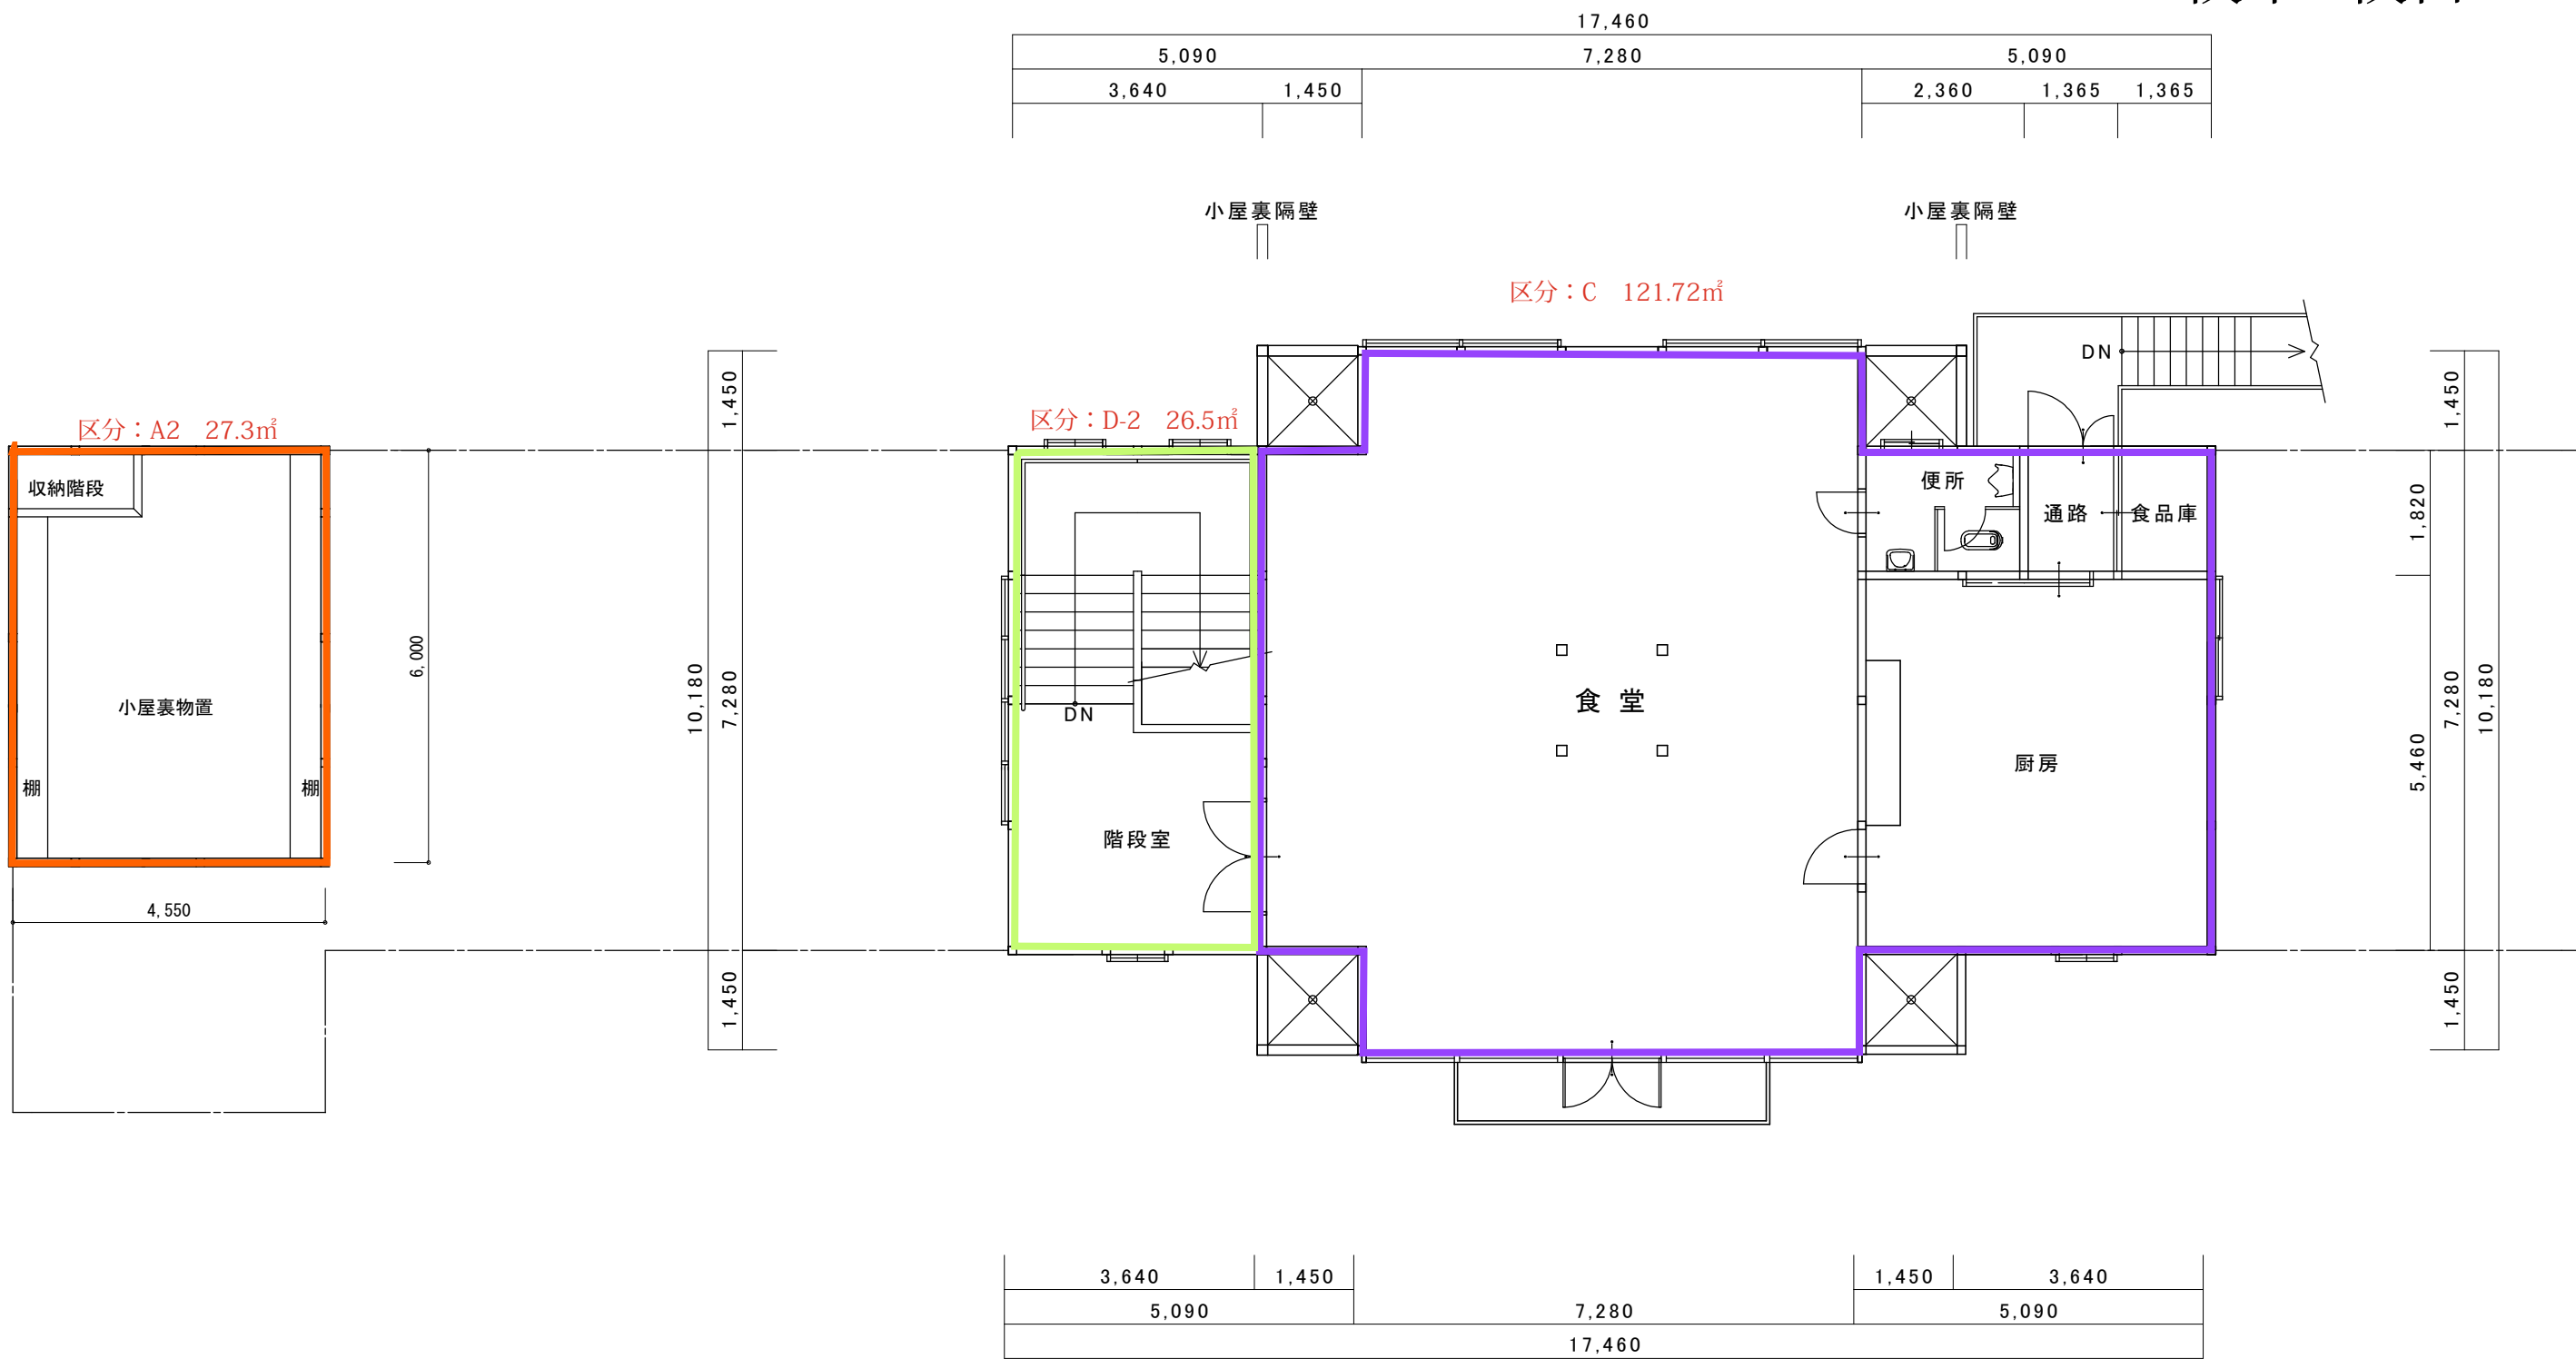 17,460
5,090 7,280 5,090
3,640 1,450 2,360 1,365 1,365
小屋裏隔壁 小屋裏隔壁
区分：C 121.72㎡
DN
1,450 1,450
区分：A2 27.3㎡ 区分：D-2 26.5㎡
収納階段 便所
通路 食品庫 1,820
6,000
10,180 7,280 食堂 7,280 10,180
小屋裏物置 DN
厨房 5,460
棚 棚
階段室
4,550
1,450 1,450
3,640 1,450 1,450 3,640
5,090 7,280 5,090
17,460